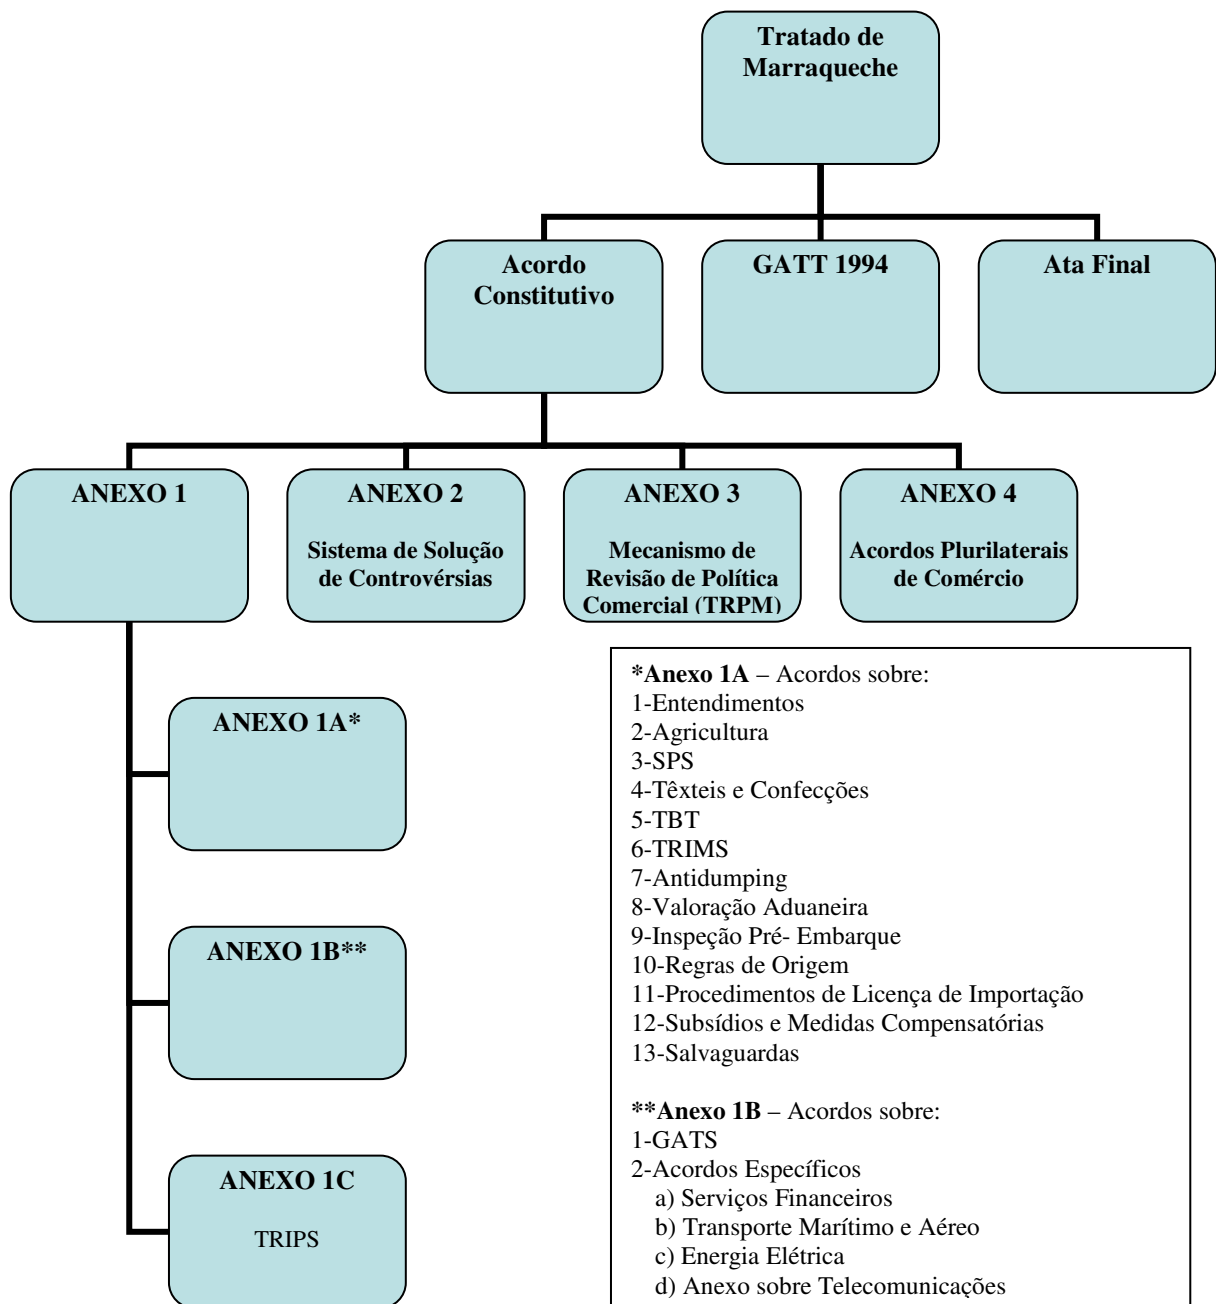 Tratado de
Marraqueche
Acordo
Constitutivo
GATT 1994
Ata Final
ANEXO 1
ANEXO 2
Sistema de Solução
de Controvérsias
ANEXO 3
Mecanismo de
Revisão de Política
Comercial (TRPM)
ANEXO 4
Acordos Plurilaterais
de Comércio
ANEXO 1A*
ANEXO 1B**
ANEXO 1C
TRIPS
*Anexo 1A – Acordos sobre:
1-Entendimentos
2-Agricultura
3-SPS
4-Têxteis e Confecções
5-TBT
6-TRIMS
7-Antidumping
8-Valoração Aduaneira
9-Inspeção Pré- Embarque
10-Regras de Origem
11-Procedimentos de Licença de Importação
12-Subsídios e Medidas Compensatórias
13-Salvaguardas
**Anexo 1B – Acordos sobre:
1-GATS
2-Acordos Específicos
a) Serviços Financeiros
b) Transporte Marítimo e Aéreo
c) Energia Elétrica
d) Anexo sobre Telecomunicações